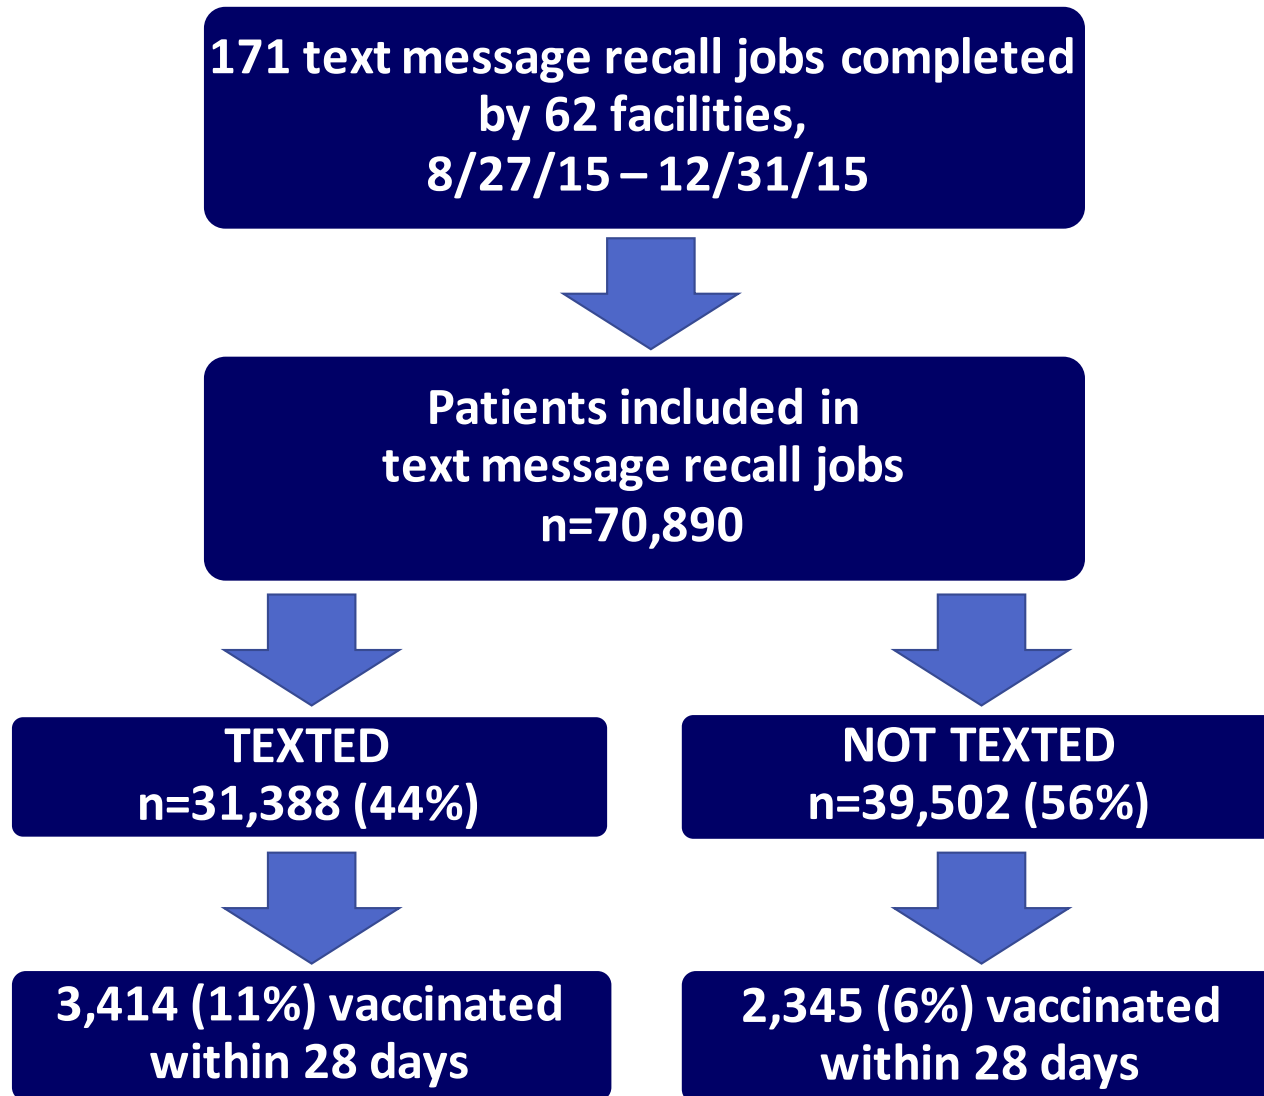 171 text message recall jobs completed
by 62 facilities,
8/27/15 – 12/31/15
Patients included in
text message recall jobs
n=70,890
TEXTED
n=31,388 (44%)
NOT TEXTED
n=39,502 (56%)
3,414 (11%) vaccinated
within 28 days
2,345 (6%) vaccinated
within 28 days